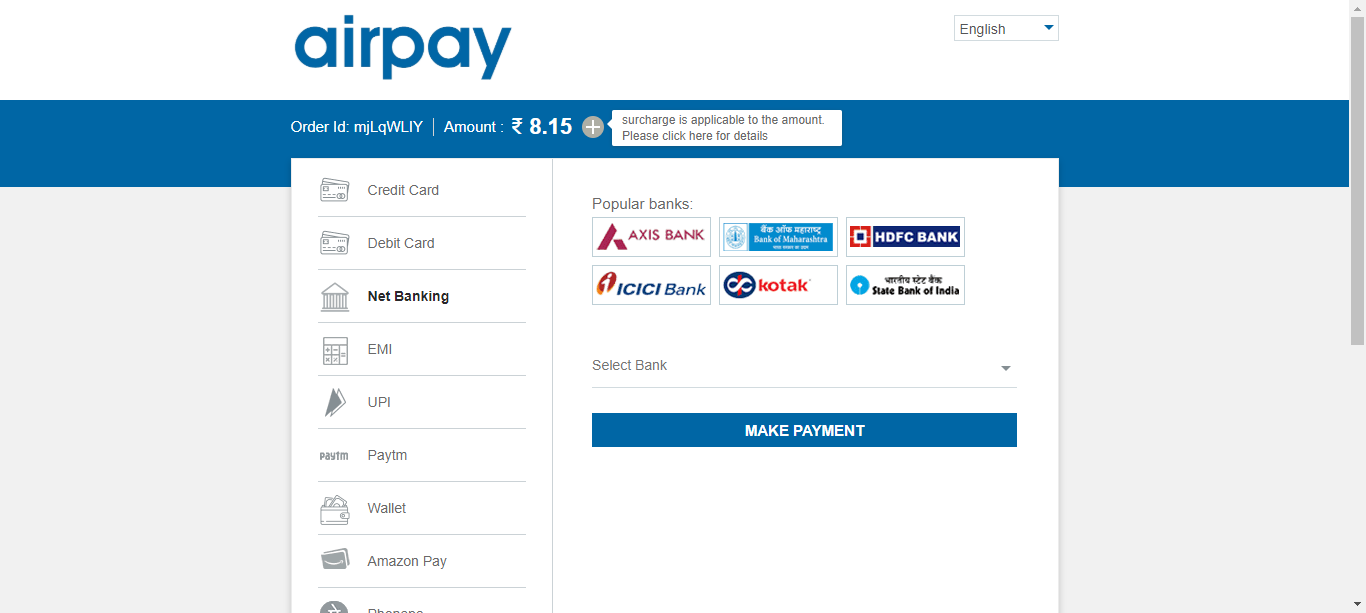 airpay
English
Order Id: mjLqWLIY | Amount : ₹ 8.15
surcharge is applicable to the amount.
Please click here for details
Credit Card
Debit Card
Net Banking
EMI
UPI
paytm Paytm
Wallet
Amazon Pay
Phonepe
Popular banks:
AXIS BANK
बैंक ऑफ महाराष्ट्र
Bank of Maharashtra
HDFC BANK
ICICI Bank
kotak
भारतीय स्टेट बैंक
State Bank of India
Select Bank
MAKE PAYMENT